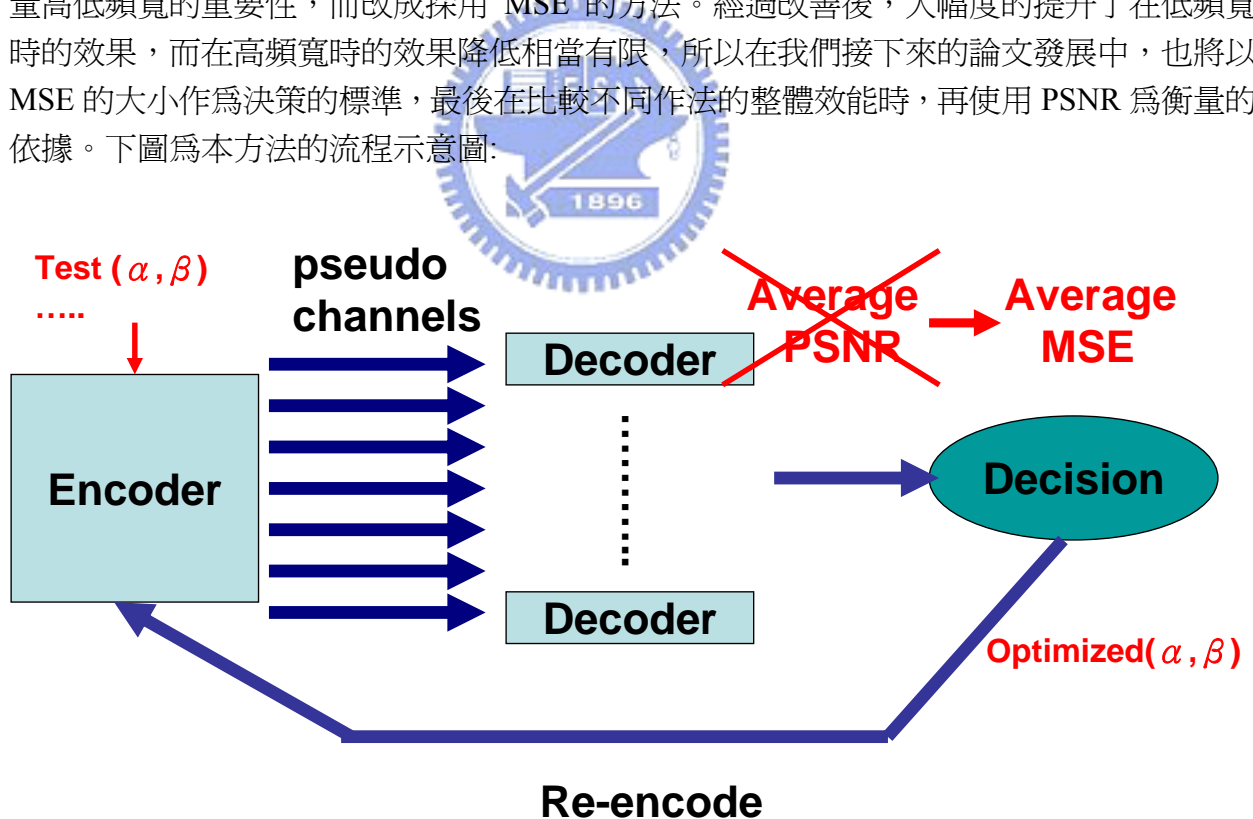 量高低頻寬的重要性，而改成採用 MSE 的方法。經過改善後，大幅度的提升了在低頻寬
時的效果，而在高頻寬時的效果降低相當有限，所以在我們接下來的論文發展中，也將以
MSE 的大小作為決策的標準，最後在比較不同作法的整體效能時，再使用 PSNR 為衡量的
依據。下圖為本方法的流程示意圖:
1896
Test (α,β)
…..
pseudo
channels
Average
PSNR
Average
MSE
Decoder
Encoder
Decision
Decoder
Optimized(α,β)
Re-encode